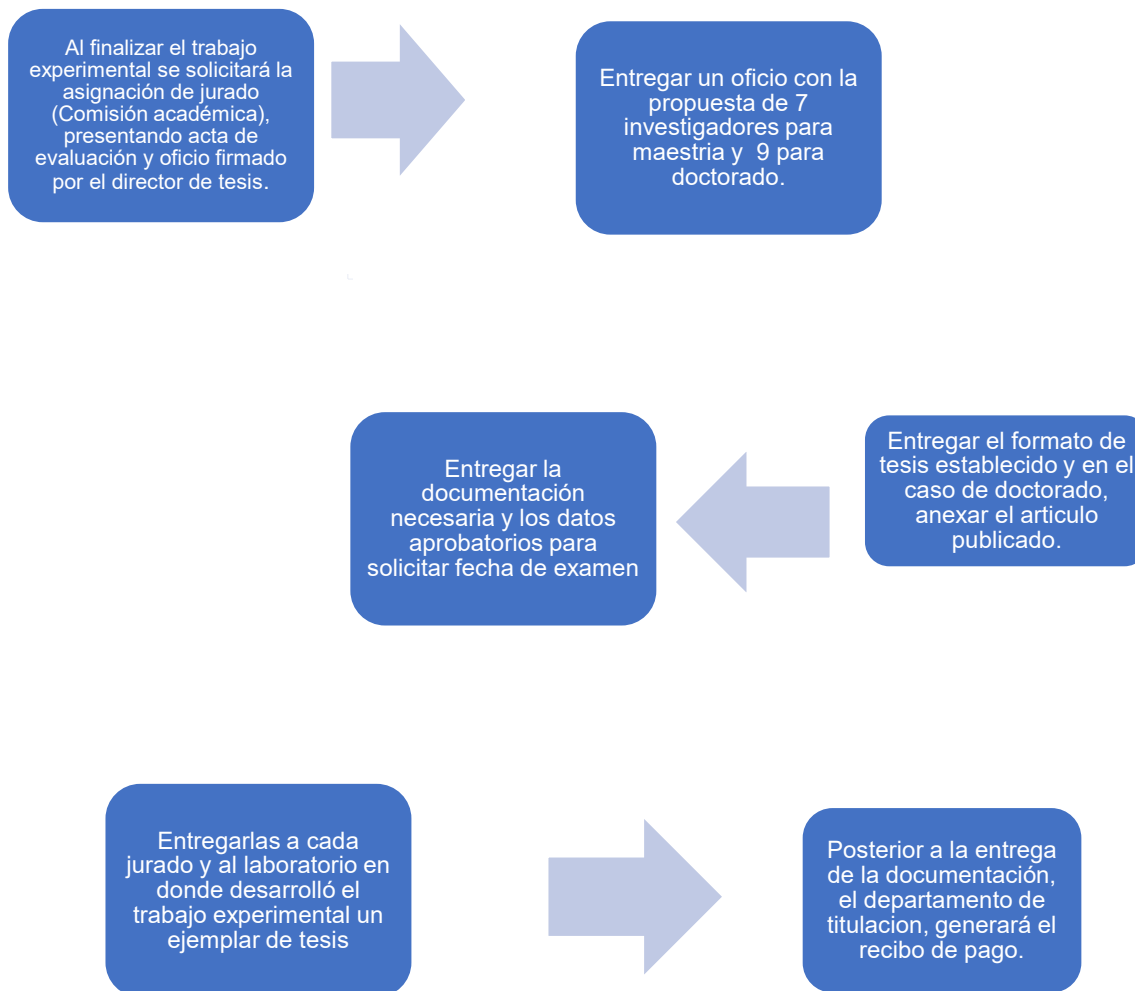 Al finalizar el trabajo
experimental se solicitará la
asignación de jurado
(Comisión académica),
presentando acta de
evaluación y oficio firmado
por el director de tesis.
Entregar un oficio con la
propuesta de 7
investigadores para
maestria y 9 para
doctorado.
Entregar el formato de
tesis establecido y en el
caso de doctorado,
anexar el articulo
publicado.
Entregar la
documentación
necesaria y los datos
aprobatorios para
solicitar fecha de examen
Entregarlas a cada
jurado y al laboratorio en
donde desarrolló el
trabajo experimental un
ejemplar de tesis
Posterior a la entrega
de la documentación,
el departamento de
titulacion, generará el
recibo de pago.